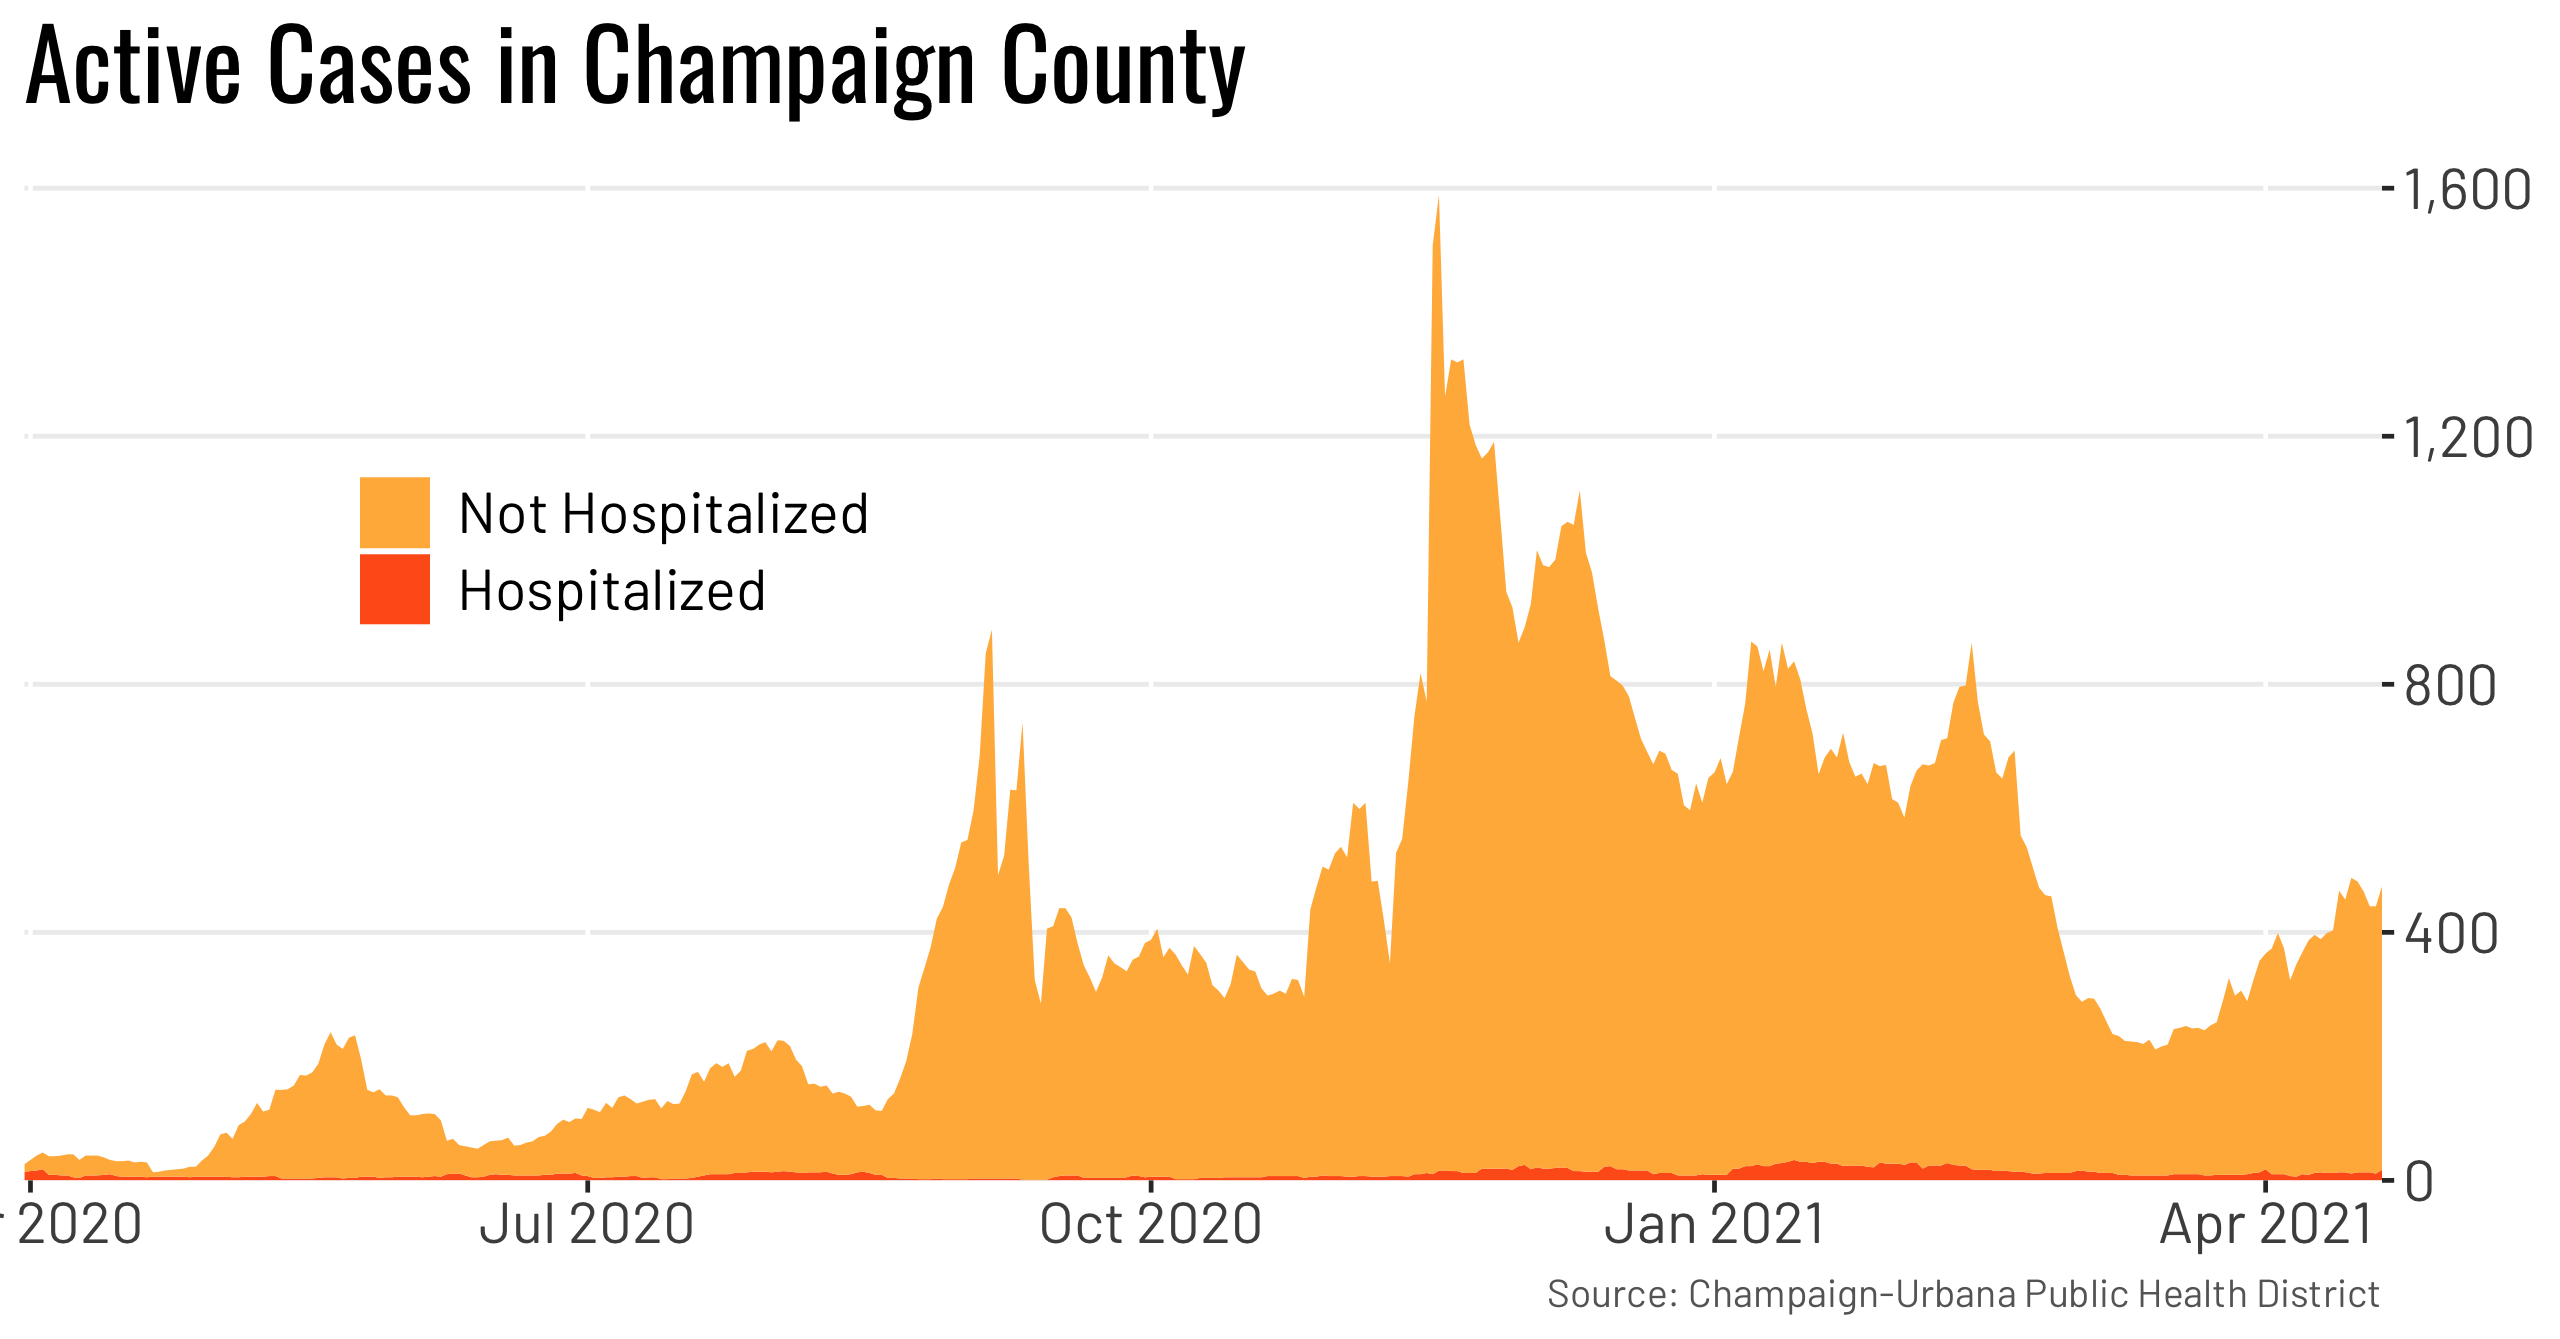 Active Cases in Champaign County
1,600
1,200
Not Hospitalized
Hospitalized
800
400
0
2020
Jul 2020
Oct 2020
Jan 2021
Apr 2021
Source: Champaign-Urbana Public Health District